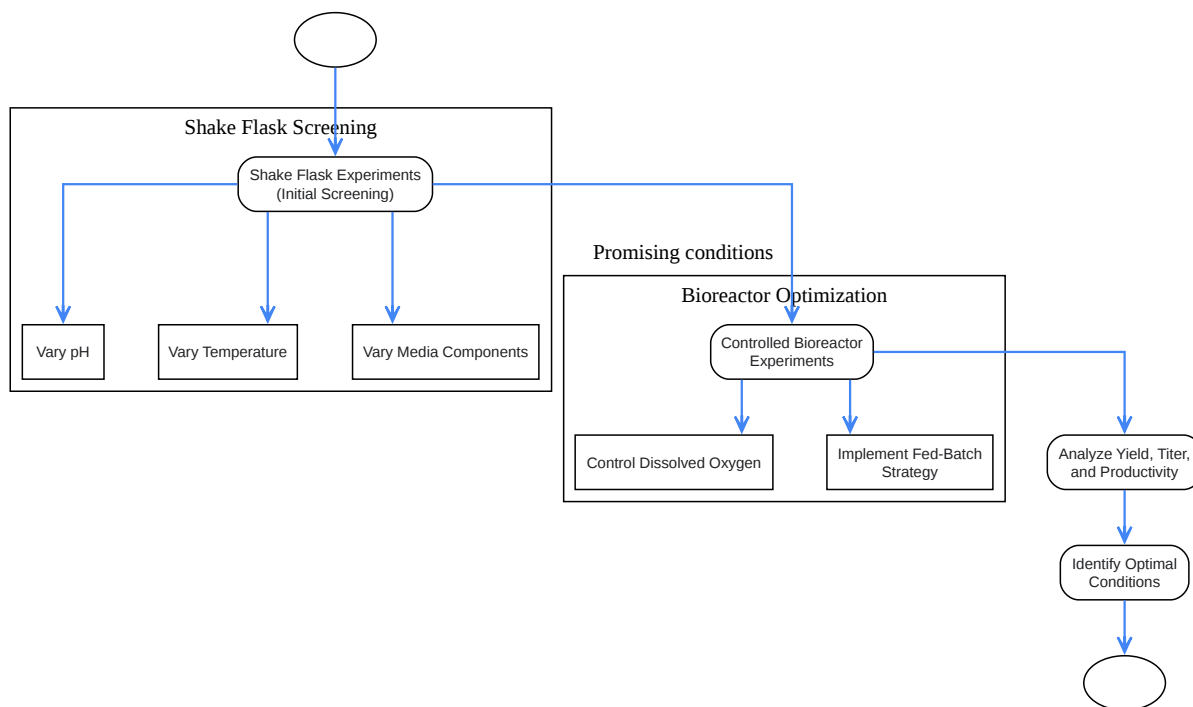 Shake Flask Screening
Shake Flask Experiments
(Initial Screening)
Vary pH
Vary Temperature
Vary Media Components
Promising conditions
Bioreactor Optimization
Controlled Bioreactor
Experiments
Control Dissolved Oxygen
Implement Fed-Batch
Strategy
Analyze Yield, Titer,
and Productivity
Identify Optimal
Conditions